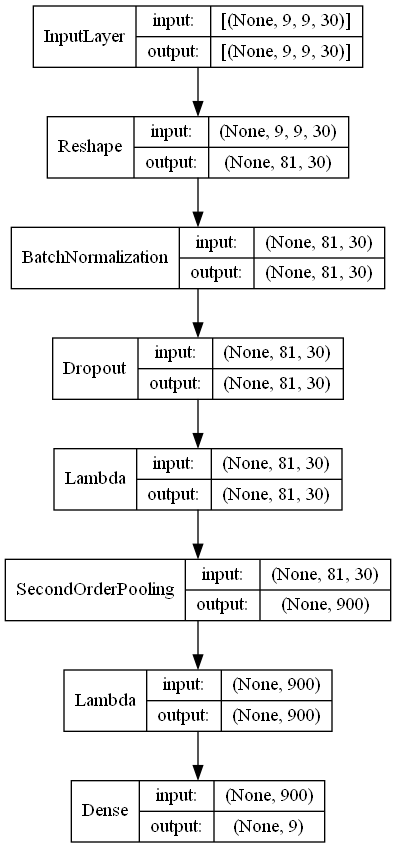 InputLayer
input: [(None, 9, 9, 30)]
output: [(None, 9, 9, 30)]
Reshape
input: (None, 9, 9, 30)
output: (None, 81, 30)
BatchNormalization
input: (None, 81, 30)
output: (None, 81, 30)
Dropout
input: (None, 81, 30)
output: (None, 81, 30)
Lambda
input: (None, 81, 30)
output: (None, 81, 30)
SecondOrderPooling
input: (None, 81, 30)
output: (None, 900)
Lambda
input: (None, 900)
output: (None, 900)
Dense
input: (None, 900)
output: (None, 9)